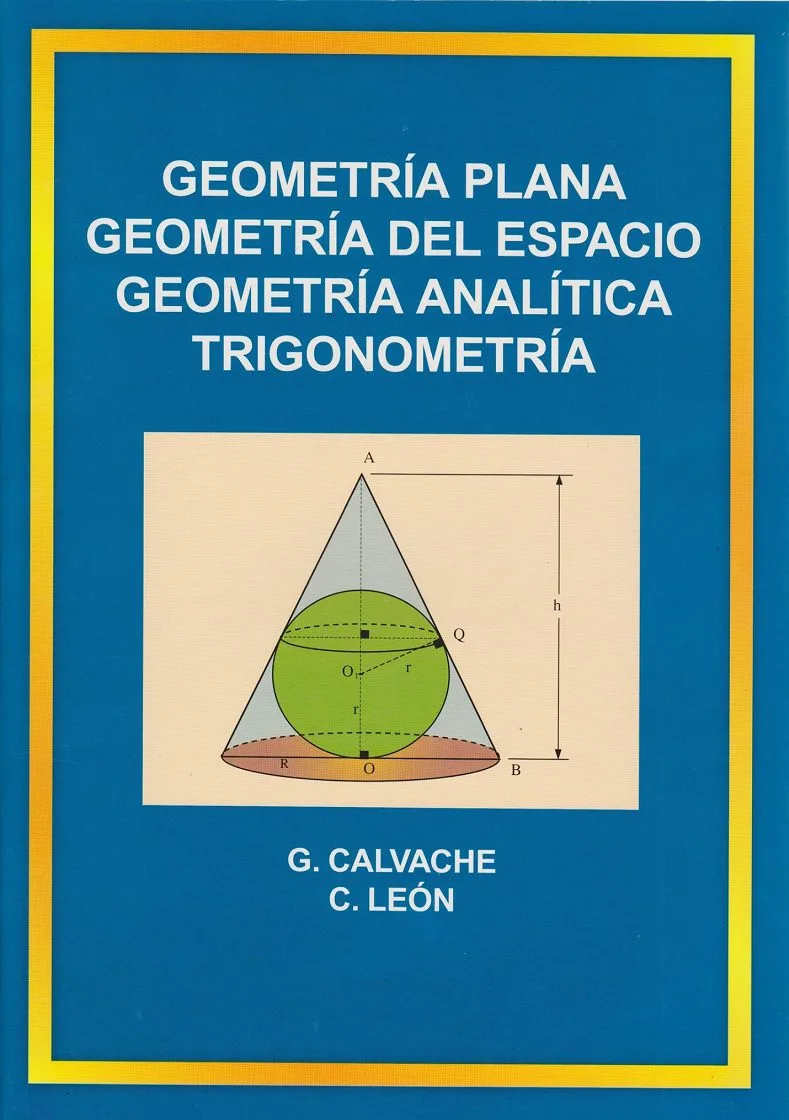 GEOMETRÍA PLANA
GEOMETRÍA DEL ESPACIO
GEOMETRÍA ANALÍTICA
TRIGONOMETRÍA
A
h
Q
O₁
r
r
R
O
B
G. CALVACHE
C. LEÓN